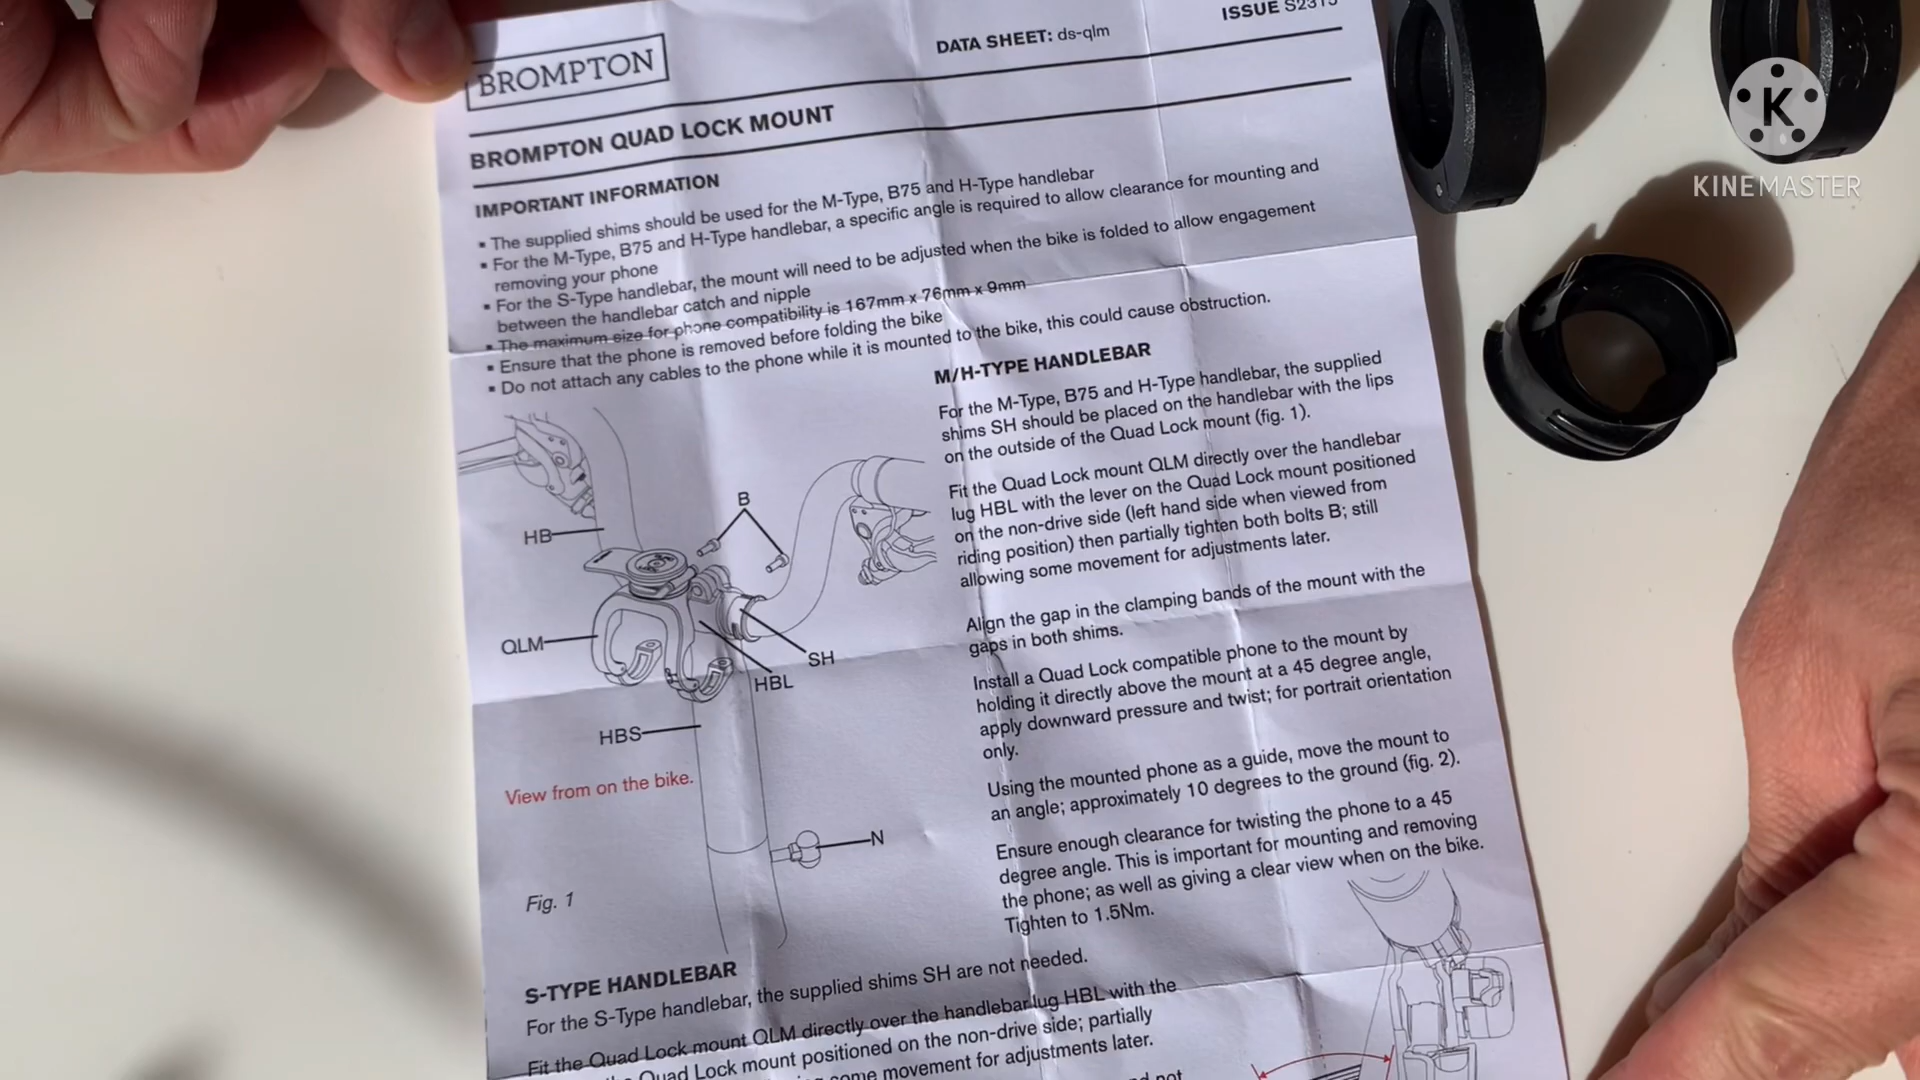 BROMPTON
DATA SHEET: ds-qlm
ISSUE S2315
BROMPTON QUAD LOCK MOUNT
IMPORTANT INFORMATION
▪ The supplied shims should be used for the M-Type, B75 and H-Type handlebar
▪ For the M-Type, B75 and H-Type handlebar, a specific angle is required to allow clearance for mounting and
removing your phone
▪ For the S-Type handlebar, the mount will need to be adjusted when the bike is folded to allow engagement
between the handlebar catch and nipple
▪ The maximum size for phone compatibility is 167mm x 76mm x 9mm
▪ Ensure that the phone is removed before folding the bike
▪ Do not attach any cables to the phone while it is mounted to the bike, this could cause obstruction.
M/H-TYPE HANDLEBAR
For the M-Type, B75 and H-Type handlebar, the supplied
shims SH should be placed on the handlebar with the lips
on the outside of the Quad Lock mount (fig. 1).
Fit the Quad Lock mount QLM directly over the handlebar
lug HBL with the lever on the Quad Lock mount positioned
on the non-drive side (left hand side when viewed from
riding position) then partially tighten both bolts B; still
allowing some movement for adjustments later.
Align the gap in the clamping bands of the mount with the
gaps in both shims.
Install a Quad Lock compatible phone to the mount by
holding it directly above the mount at a 45 degree angle,
apply downward pressure and twist; for portrait orientation
only.
Using the mounted phone as a guide, move the mount to
an angle; approximately 10 degrees to the ground (fig. 2).
Ensure enough clearance for twisting the phone to a 45
degree angle. This is important for mounting and removing
the phone; as well as giving a clear view when on the bike.
Tighten to 1.5Nm.
B
HB
QLM
SH
HBL
HBS
View from on the bike.
N
Fig. 1
S-TYPE HANDLEBAR
For the S-Type handlebar, the supplied shims SH are not needed.
Fit the Quad Lock mount QLM directly over the handlebar lug HBL with the
Quad Lock mount positioned on the non-drive side; partially
some movement for adjustments later.
not
K
KINEMASTER